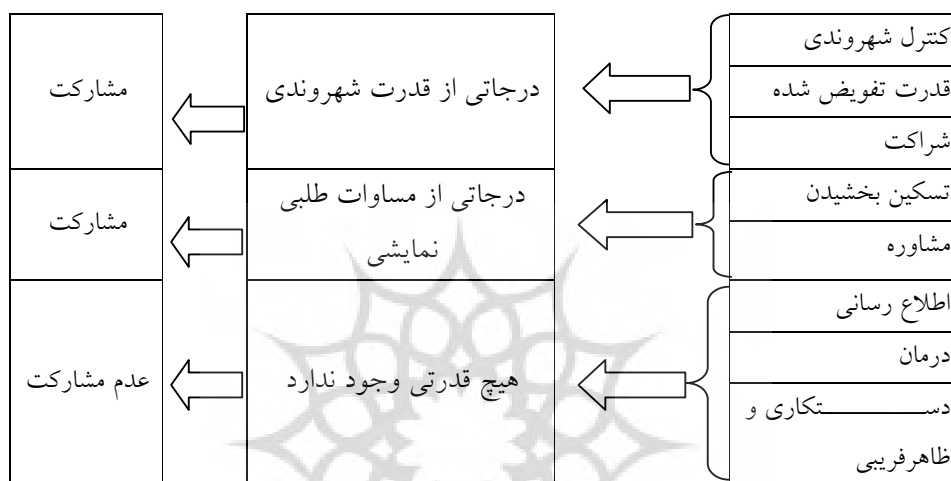 کنترل شهروندی
قدرت تفویض شده
شراکت
درجاتی از قدرت شهروندی
مشارکت
تسکین بخشیدن
مشاوره
درجاتی از مساوات طلبی
نمایشی
مشارکت
اطلاع رسانی
درمان
دســـــــتکاری و
ظاهرفریبی
هیچ قدرتی وجود ندارد
عدم مشارکت